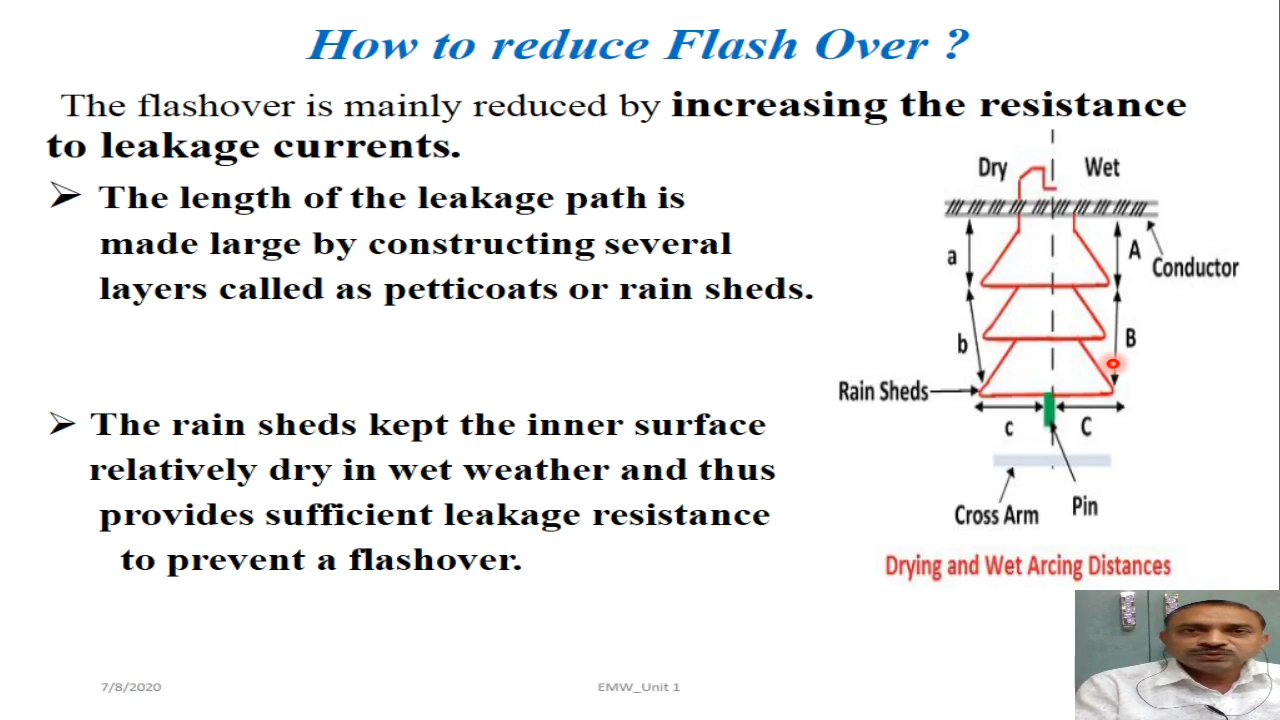 How to reduce Flash Over ?
The flashover is mainly reduced by increasing the resistance
to leakage currents.
➢ The length of the leakage path is
made large by constructing several
layers called as petticoats or rain sheds.
➢ The rain sheds kept the inner surface
relatively dry in wet weather and thus
provides sufficient leakage resistance
to prevent a flashover.
Dry Wet
a A
Conductor
b B
Rain Sheds
c C
Cross Arm Pin
Drying and Wet Arcing Distances
7/8/2020 EMW_Unit 1